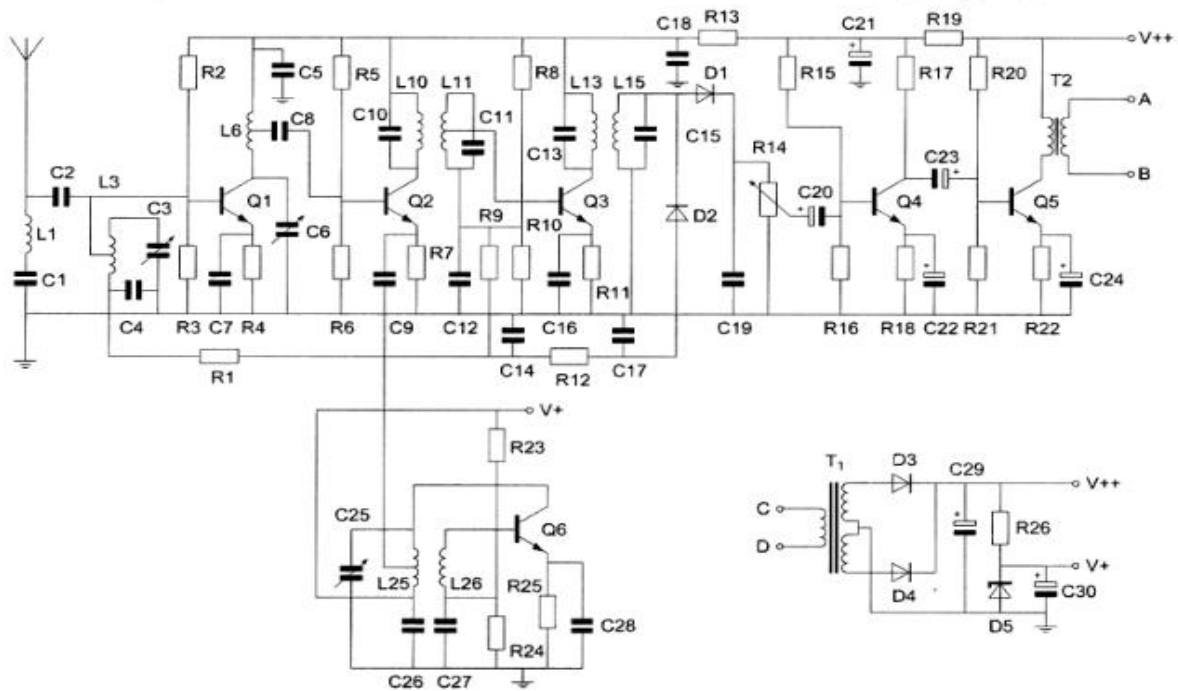 C18 R13 C21 R19 V++
R2 C5 R5 L10 L11 R8 L13 L15 D1 R15 R17 R20 T2
C8 C10 C11 A
L6 C13 C15 R14
C2 L3 C23 B
C3 Q1 Q2 Q3 D2 C20 Q4 Q5
L1 C6 R9 R10
C1 R7 R11 C24
C4 R3 C7 R4 R6 C9 C12 C16 C19 R16 R18 C22 R21 R22
R1 C14 R12 C17
V+
R23
T1 D3 C29 V++
C25 Q6 C R26
D
L25 L26 R25 D4 V+
C30
C28 D5
R24
C26 C27